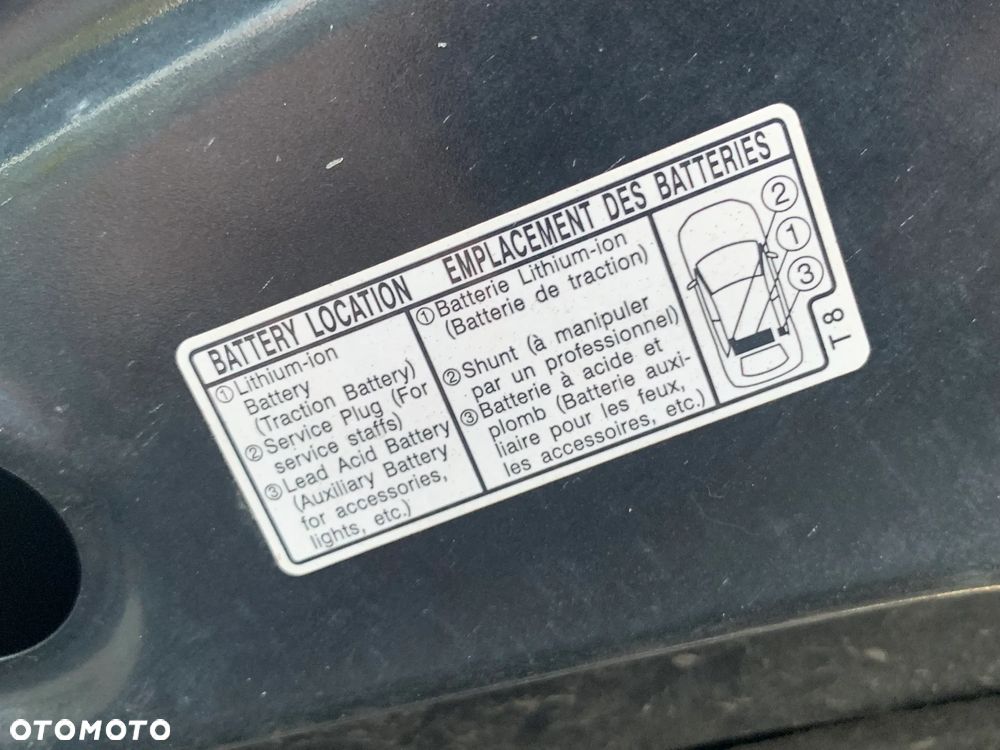 BATTERY LOCATION EMPLACEMENT DES BATTERIES
① Lithium-ion
Battery
(Traction Battery)
② Service Plug (For
service staffs)
③ Lead Acid Battery
(Auxiliary Battery
for accessories,
lights, etc.)
① Batterie Lithium-ion
(Batterie de traction)
② Shunt (à manipuler
par un professionnel)
③ Batterie à acide et
plomb (Batterie auxi-
liaire pour les feux,
les accessoires, etc.)
②
①
③
T8
OTOMOTO